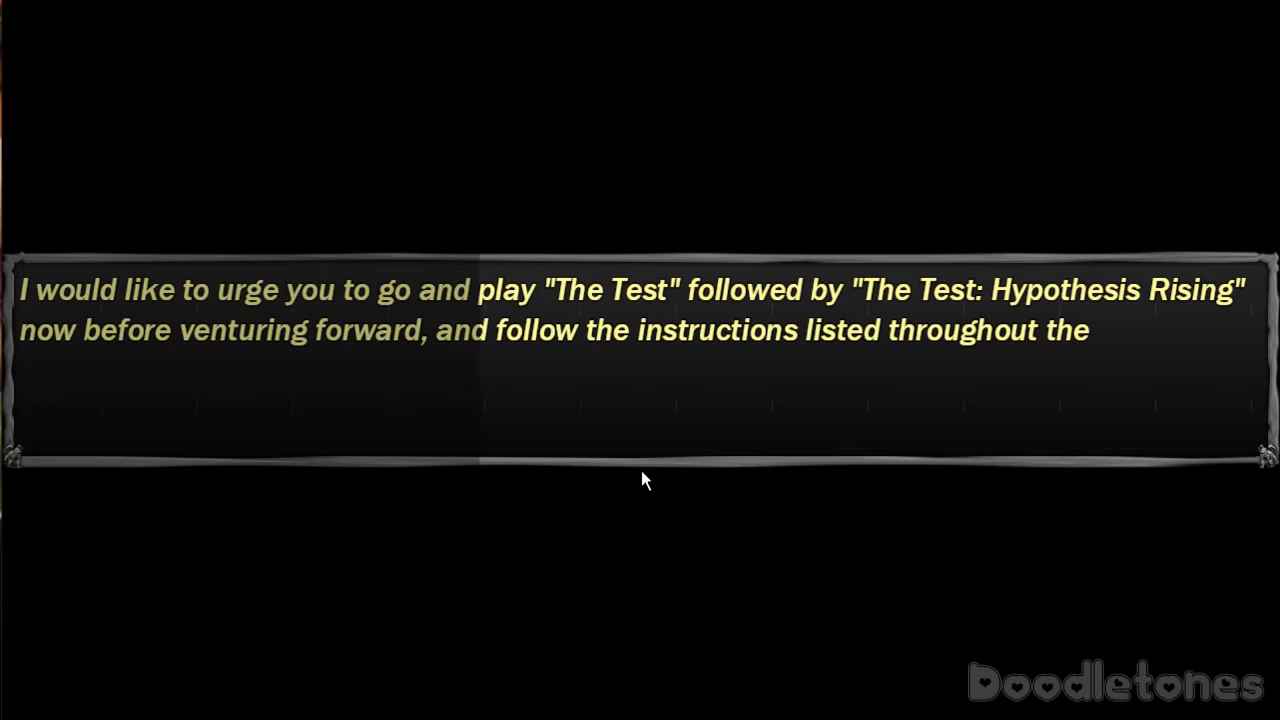 I would like to urge you to go and play "The Test" followed by "The Test: Hypothesis Rising"
now before venturing forward, and follow the instructions listed throughout the
Doodletones